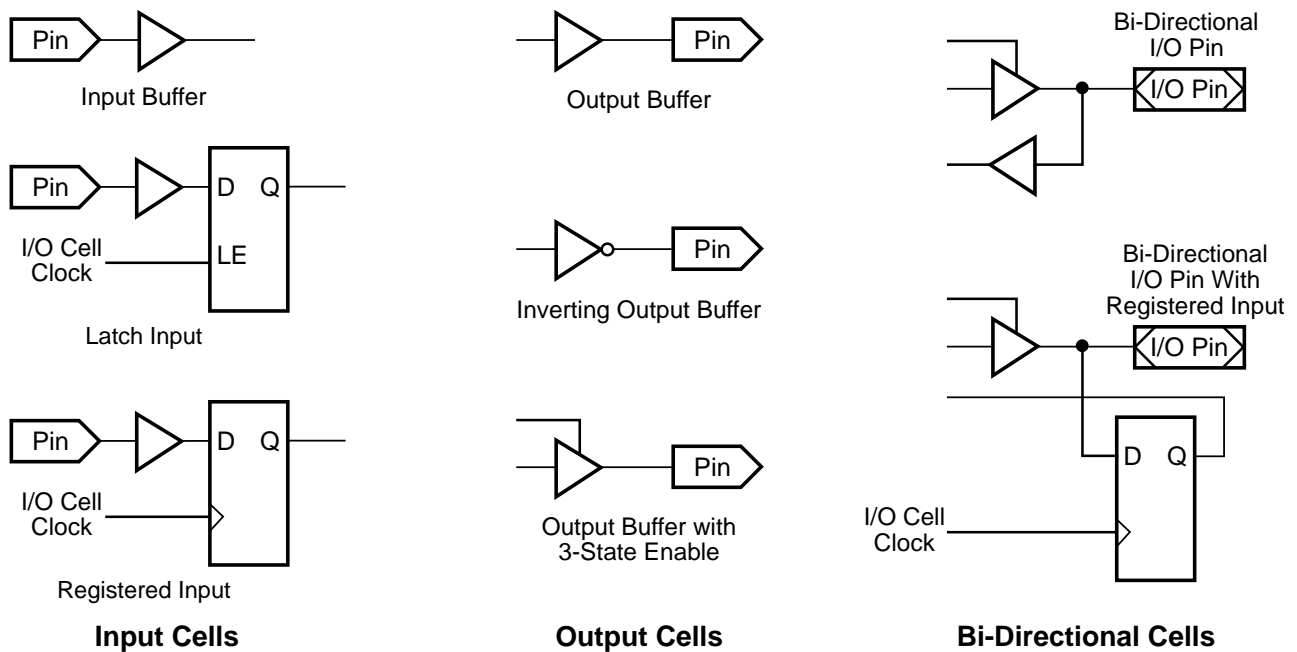 Pin
Input Buffer
Pin
D Q
I/O Cell
Clock
LE
Latch Input
Pin
D Q
I/O Cell
Clock
Registered Input
Input Cells
Pin
Output Buffer
Pin
Inverting Output Buffer
Pin
Output Buffer with
3-State Enable
Output Cells
Bi-Directional
I/O Pin
I/O Pin
Bi-Directional
I/O Pin With
Registered Input
I/O Pin
D Q
I/O Cell
Clock
Bi-Directional Cells